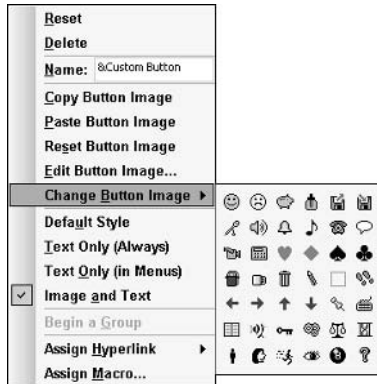 Reset
Delete
Name: &Custom Button
Copy Button Image
Paste Button Image
Reset Button Image
Edit Button Image...
Change Button Image
Default Style
Text Only (Always)
Text Only (in Menus)
Image and Text
Begin a Group
Assign Hyperlink
Assign Macro...